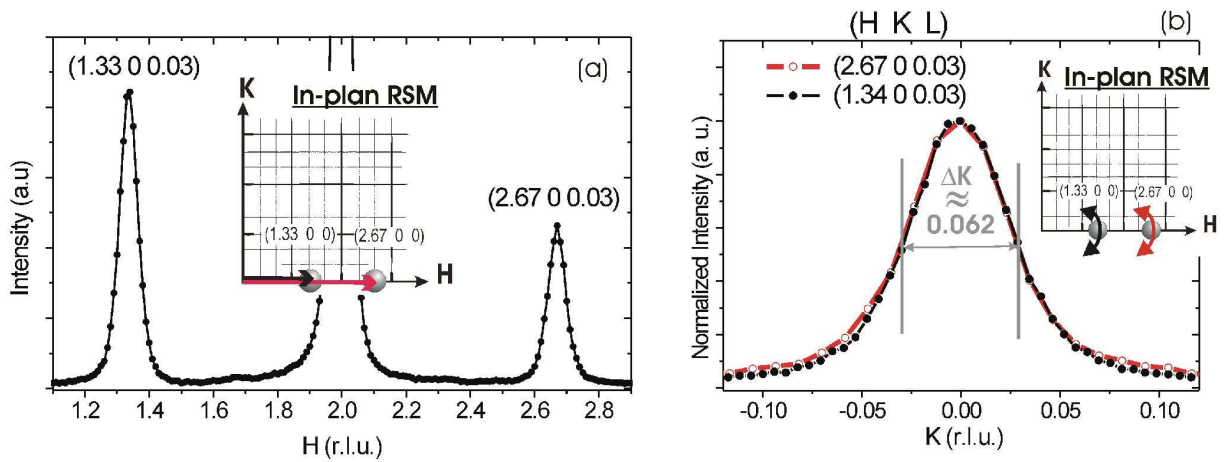 (a)
(1.33 0 0.03)
K
In-plan RSM
(2.67 0 0.03)
(1.33 0 0) (2.67 0 0)
H
Intensity (a.u)
1.2 1.4 1.6 1.8 2.0 2.2 2.4 2.6 2.8
H (r.l.u.)
(H K L)
(b)
(2.67 0 0.03)
(1.34 0 0.03)
In-plan RSM
K
(1.33 0 0) (2.67 0 0)
H
ΔK
≈
0.062
Normalized Intensity (a. u.)
-0.10 -0.05 0.00 0.05 0.10
K (r.l.u.)